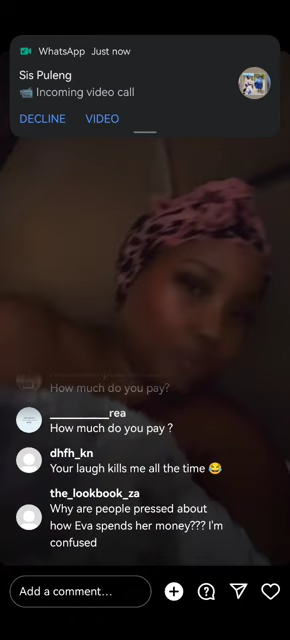 WhatsApp Just now
Sis Puleng
📹 Incoming video call
DECLINE VIDEO
How much do you pay?
__________rea
How much do you pay ?
dhfh_kn
Your laugh kills me all the time 😂
the_lookbook_za
Why are people pressed about
how Eva spends her money??? I'm
confused
Add a comment...